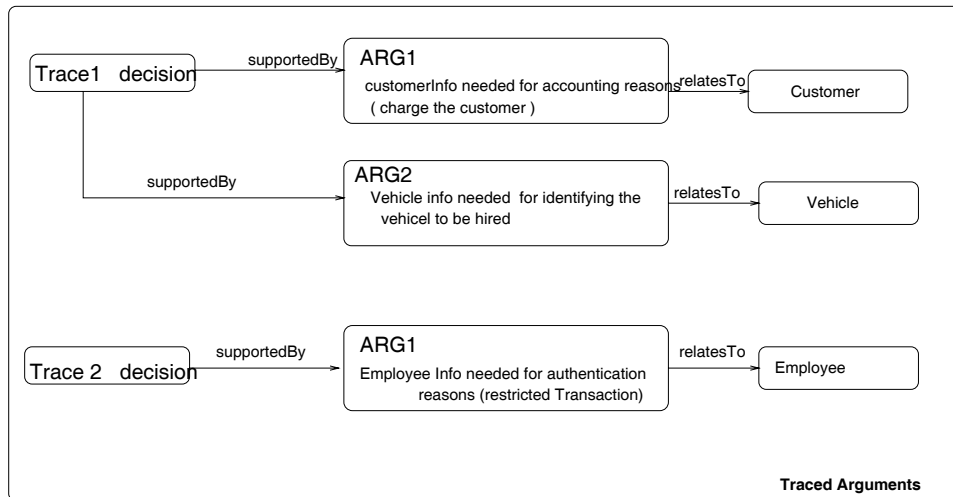 Trace1 decision
supportedBy
ARG1
customerInfo needed for accounting reasons
( charge the customer )
relatesTo
Customer
supportedBy
ARG2
Vehicle info needed for identifying the
vehicel to be hired
relatesTo
Vehicle
Trace 2 decision
supportedBy
ARG1
Employee Info needed for authentication
reasons (restricted Transaction)
relatesTo
Employee
Traced Arguments